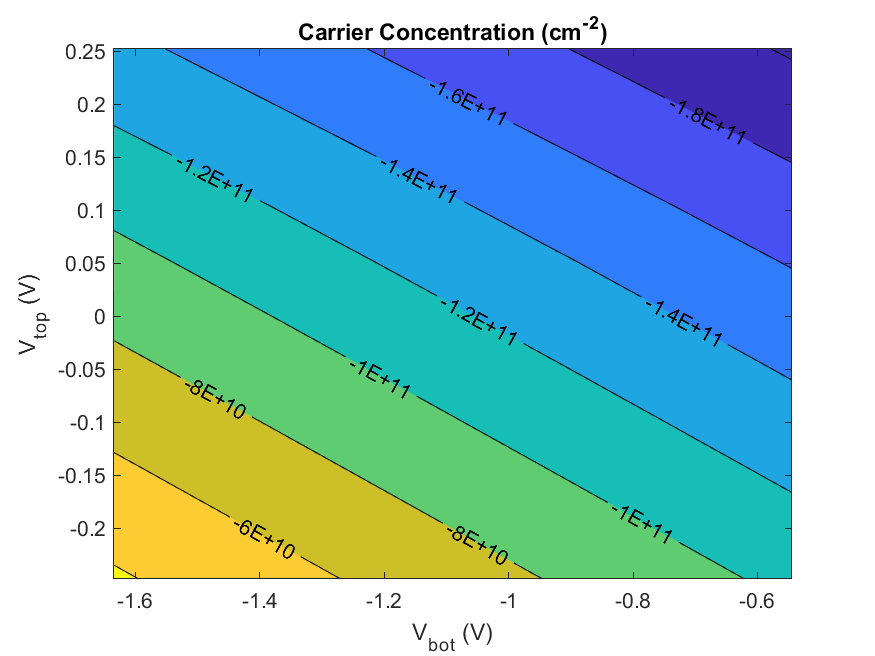 Carrier Concentration (cm-2)
0.25
0.2
0.15
0.1
0.05
0
-0.05
-0.1
-0.15
-0.2
V_top (V)
-1.6E+11
-1.8E+11
-1.2E+11
-1.4E+11
-1.2E+11
-1.4E+11
-1E+11
-8E+10
-1E+11
-6E+10
-8E+10
-1.6
-1.4
-1.2
-1
-0.8
-0.6
V_bot (V)